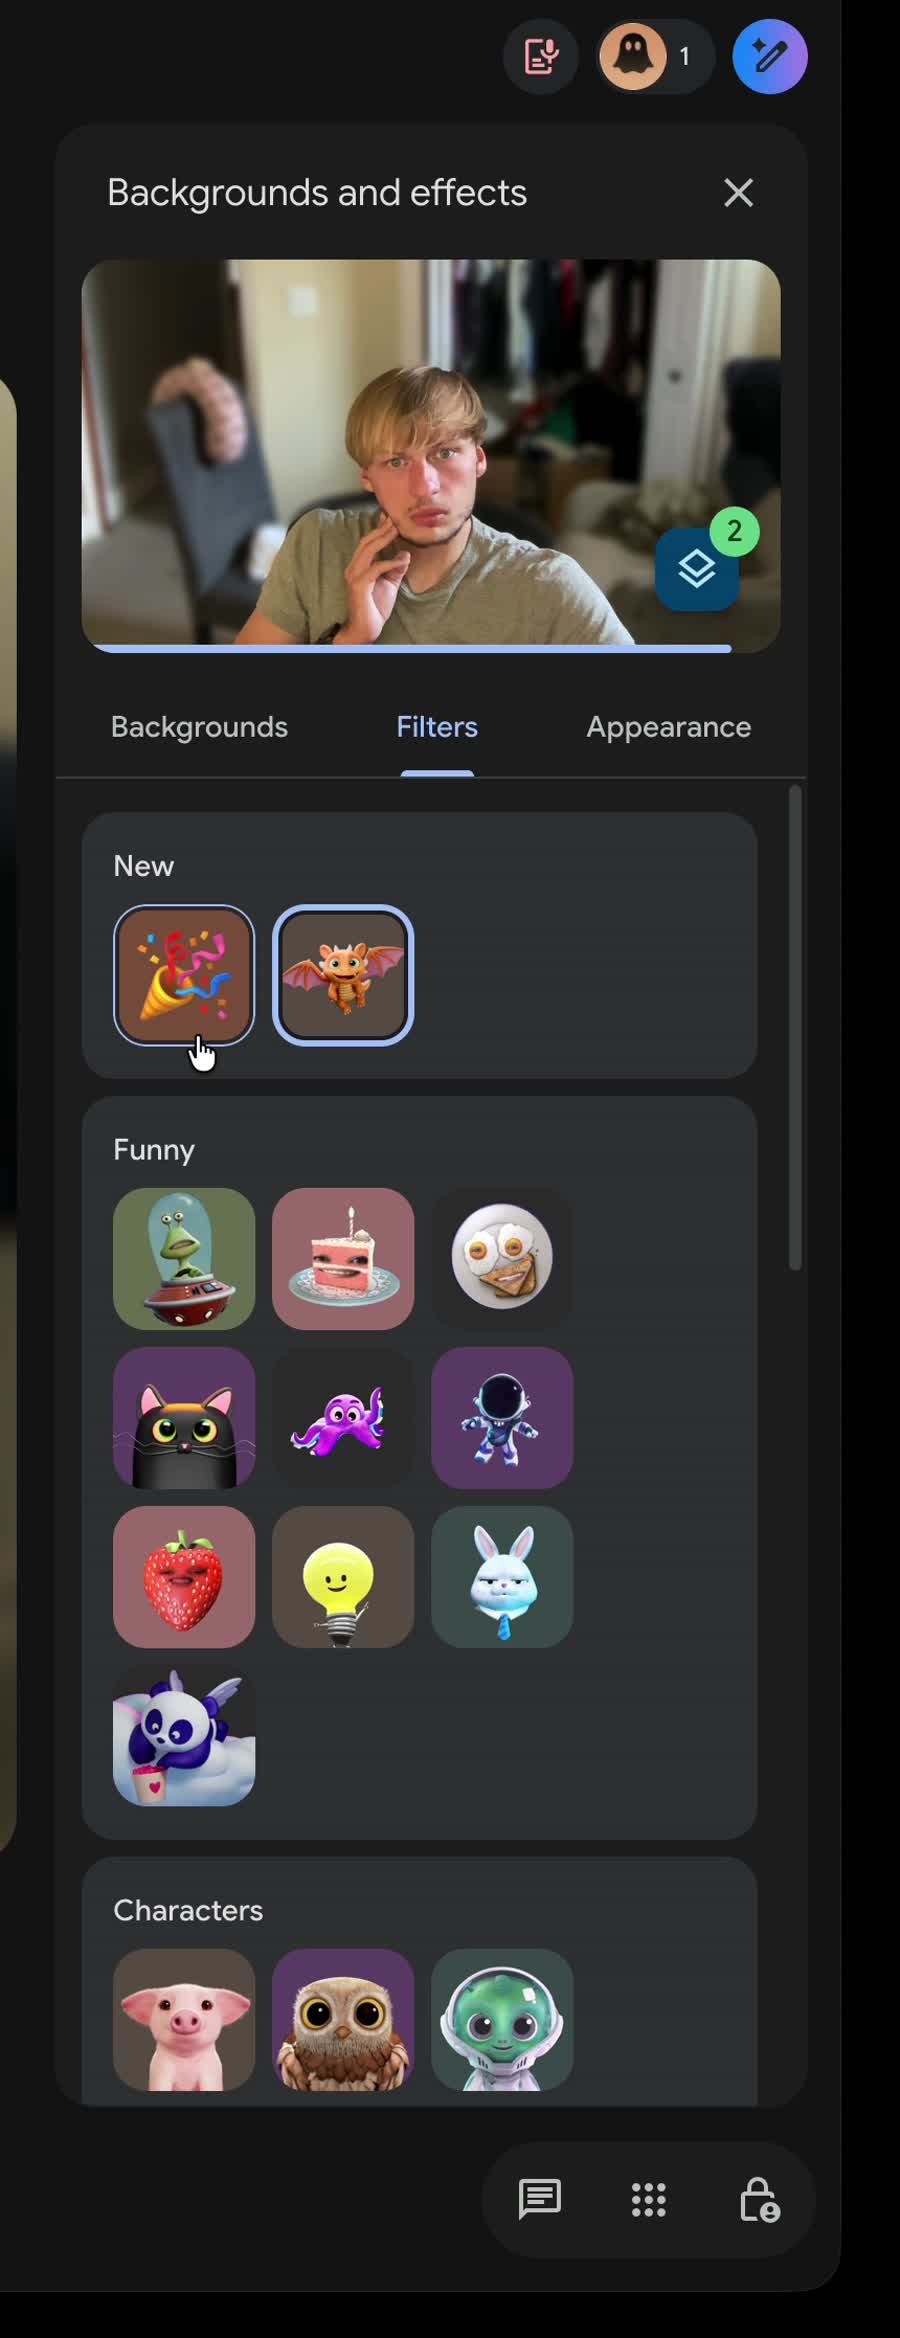 1
Backgrounds and effects
2
Backgrounds
Filters
Appearance
New
Funny
Characters